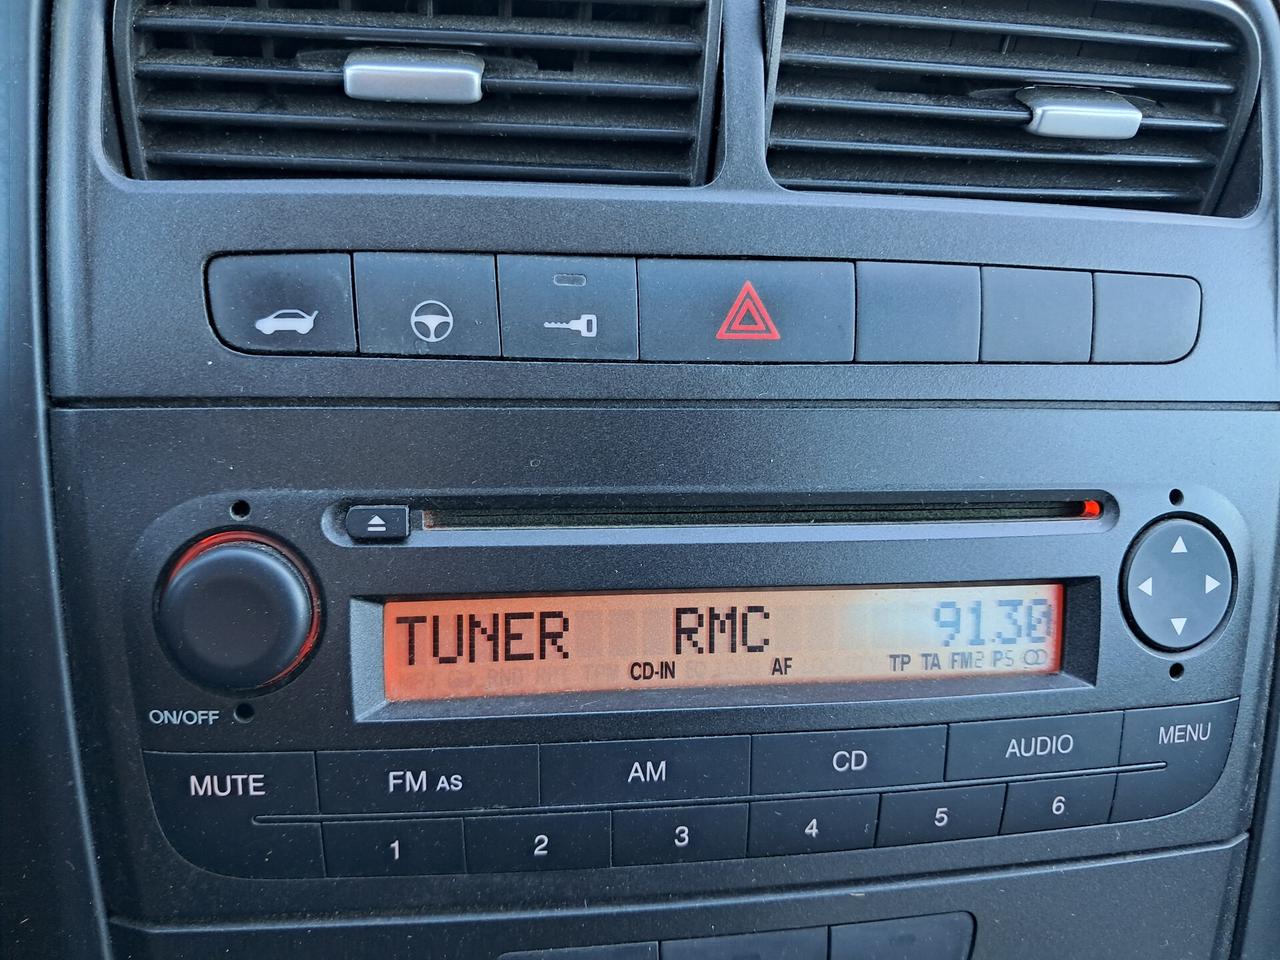 TUNER RMC 91.30
CD-IN AF TP TA FM2 PS
ON/OFF
MUTE FM AS AM CD AUDIO MENU
1 2 3 4 5 6